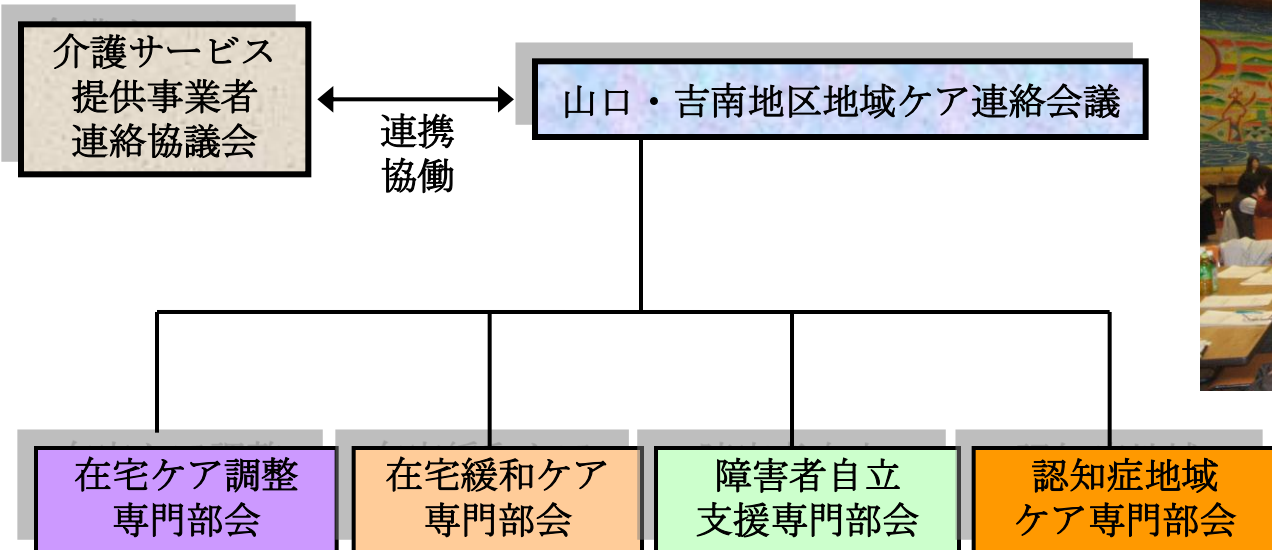 介護サービス
提供事業者
連絡協議会
山口・吉南地区地域ケア連絡会議
連携
協働
在宅ケア調整
専門部会
在宅緩和ケア
専門部会
障害者自立
支援専門部会
認知症地域
ケア専門部会